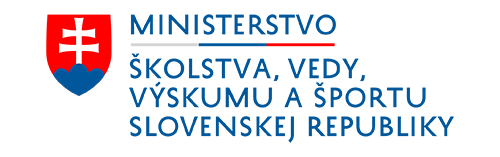 MINISTERSTVO
ŠKOLSTVA, VEDY,
VÝSKUMU A ŠPORTU
SLOVENSKEJ REPUBLIKY